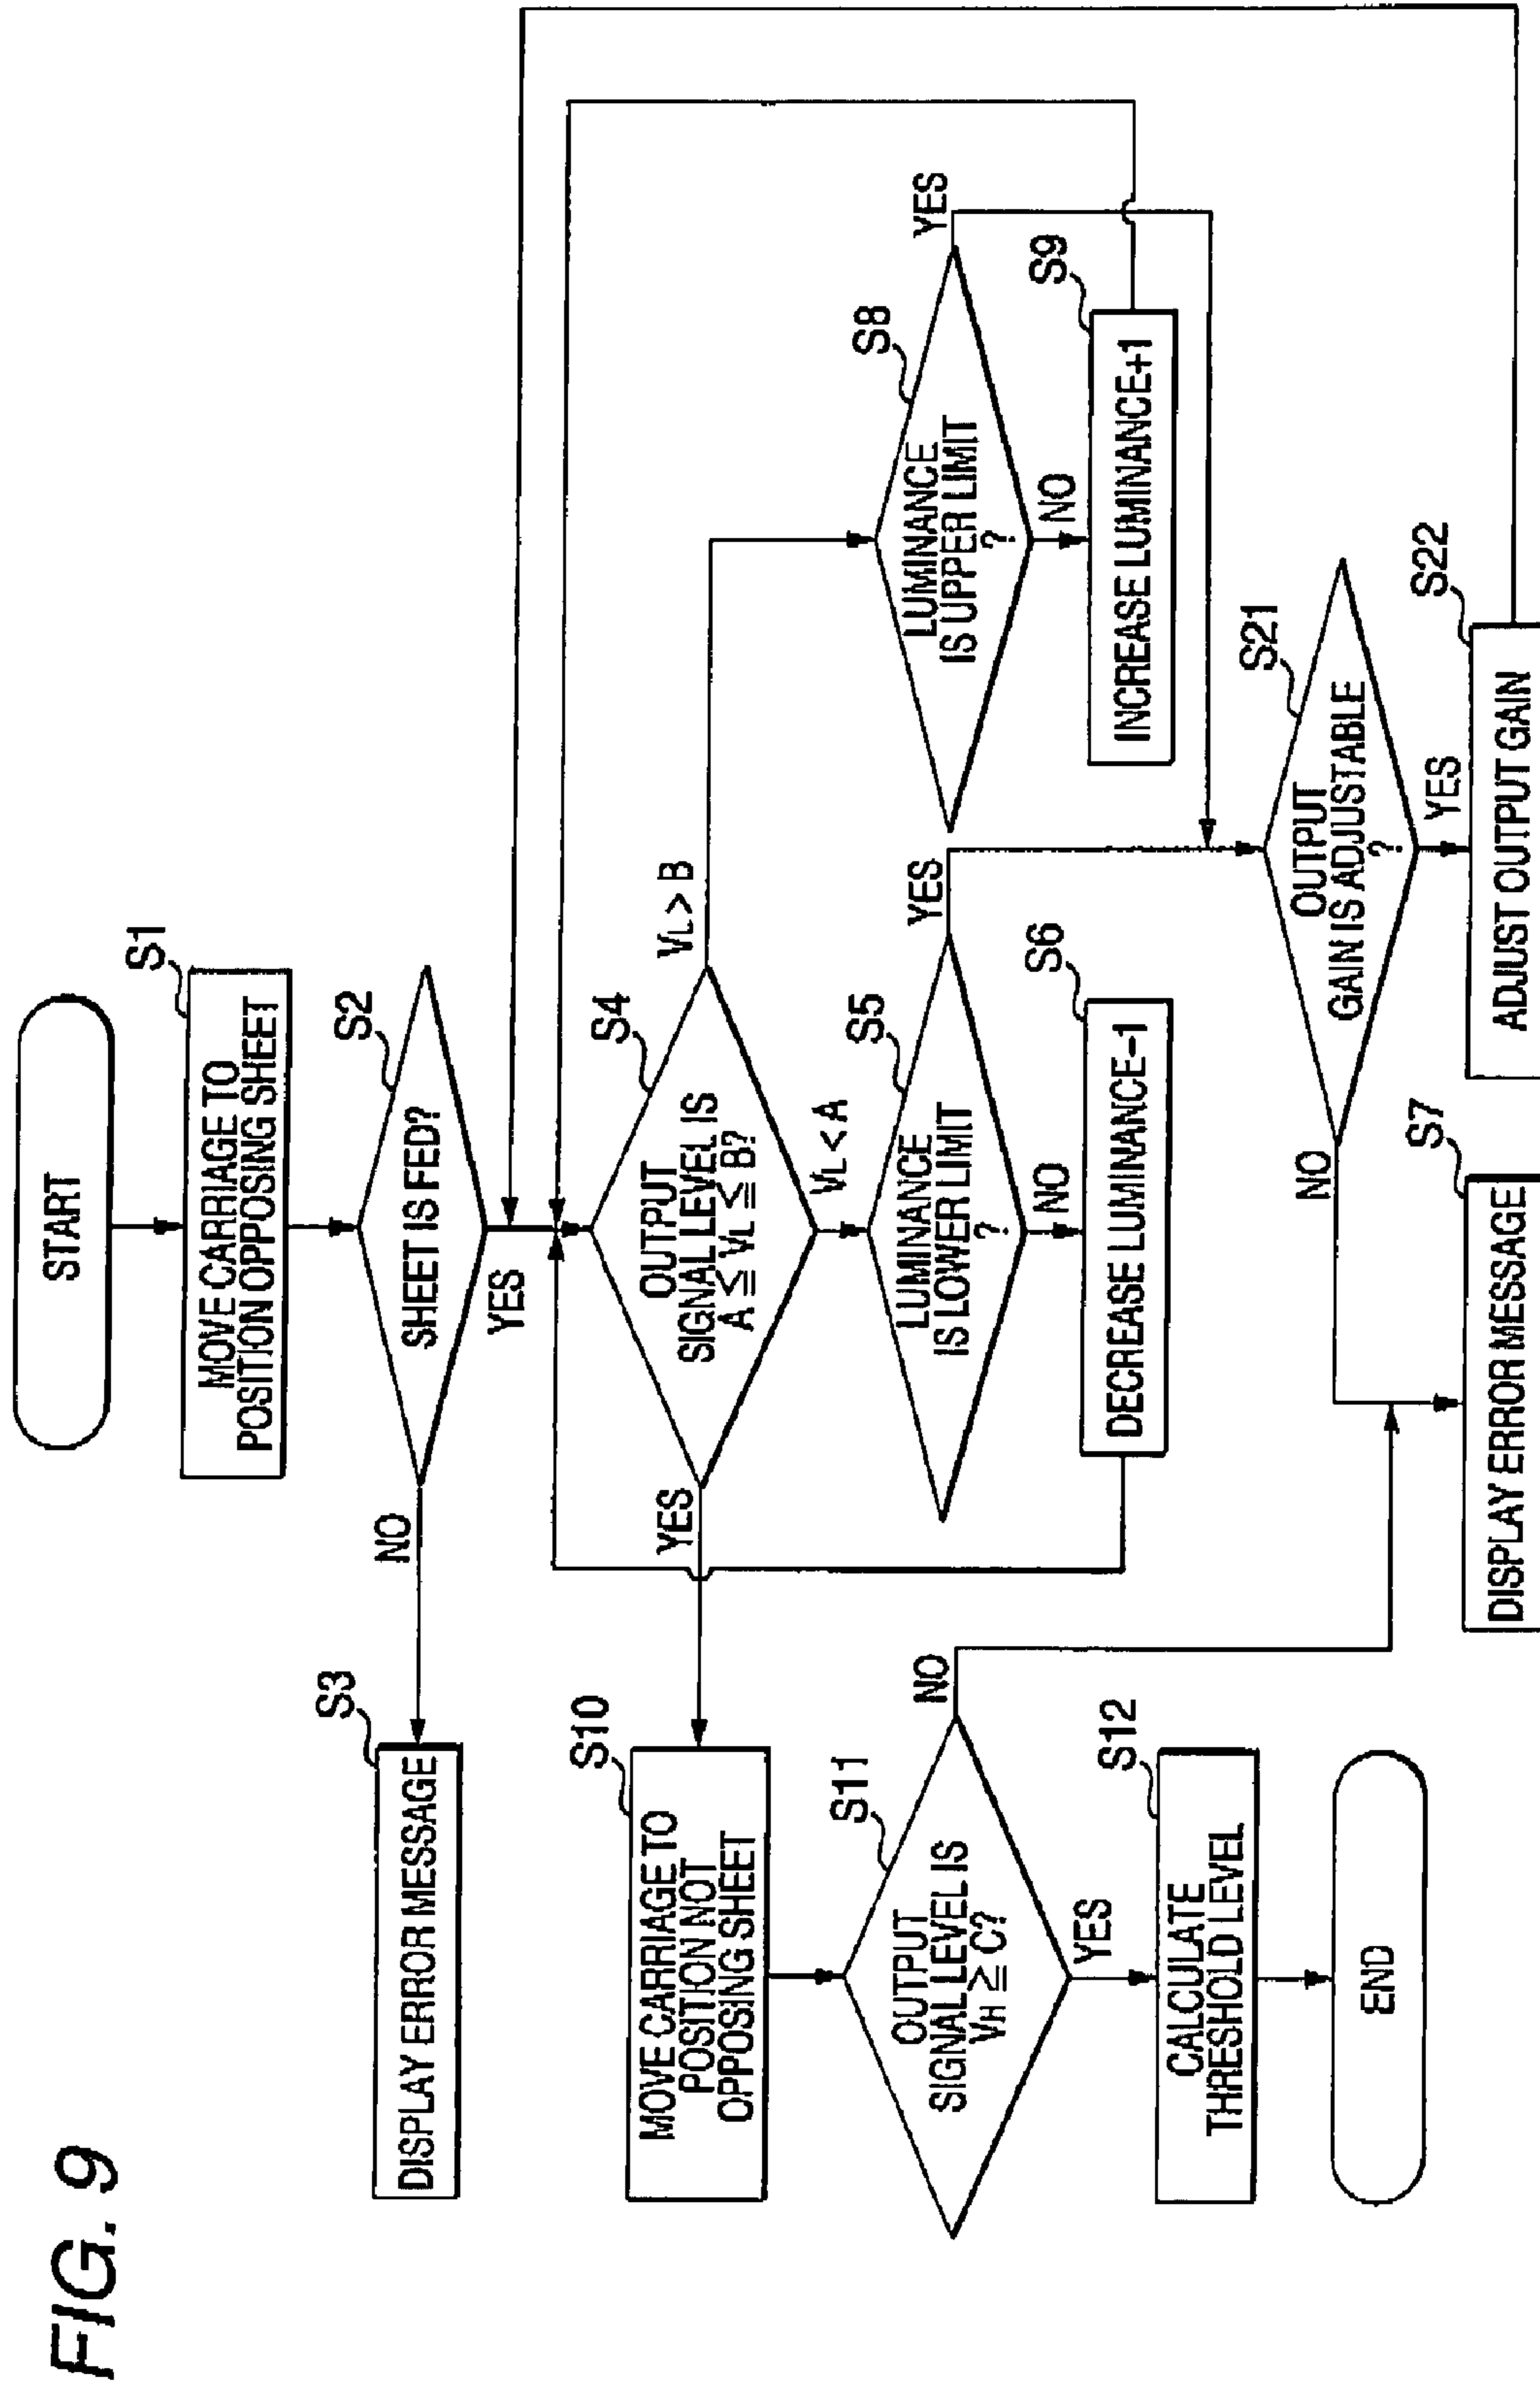 FIG. 9
START
S1
MOVE CARRIAGE TO
POSITION OPPOSING SHEET
S2
SHEET IS FED?
NO
YES
S3
DISPLAY ERROR MESSAGE
S4
OUTPUT
SIGNAL LEVEL IS
A ≦ VL ≦ B?
YES
VL > B
VL < A
S10
MOVE CARRIAGE TO
POSITION NOT
OPPOSING SHEET
S5
LUMINANCE
IS LOWER LIMIT
?
YES
NO
S8
LUMINANCE
IS UPPER LIMIT
?
YES
NO
S11
OUTPUT
SIGNAL LEVEL IS
VH ≧ C?
NO
YES
S6
DECREASE LUMINANCE-1
S9
INCREASE LUMINANCE+1
S12
CALCULATE
THRESHOLD LEVEL
S21
OUTPUT
GAIN IS ADJUSTABLE
?
NO
YES
END
S7
DISPLAY ERROR MESSAGE
S22
ADJUST OUTPUT GAIN